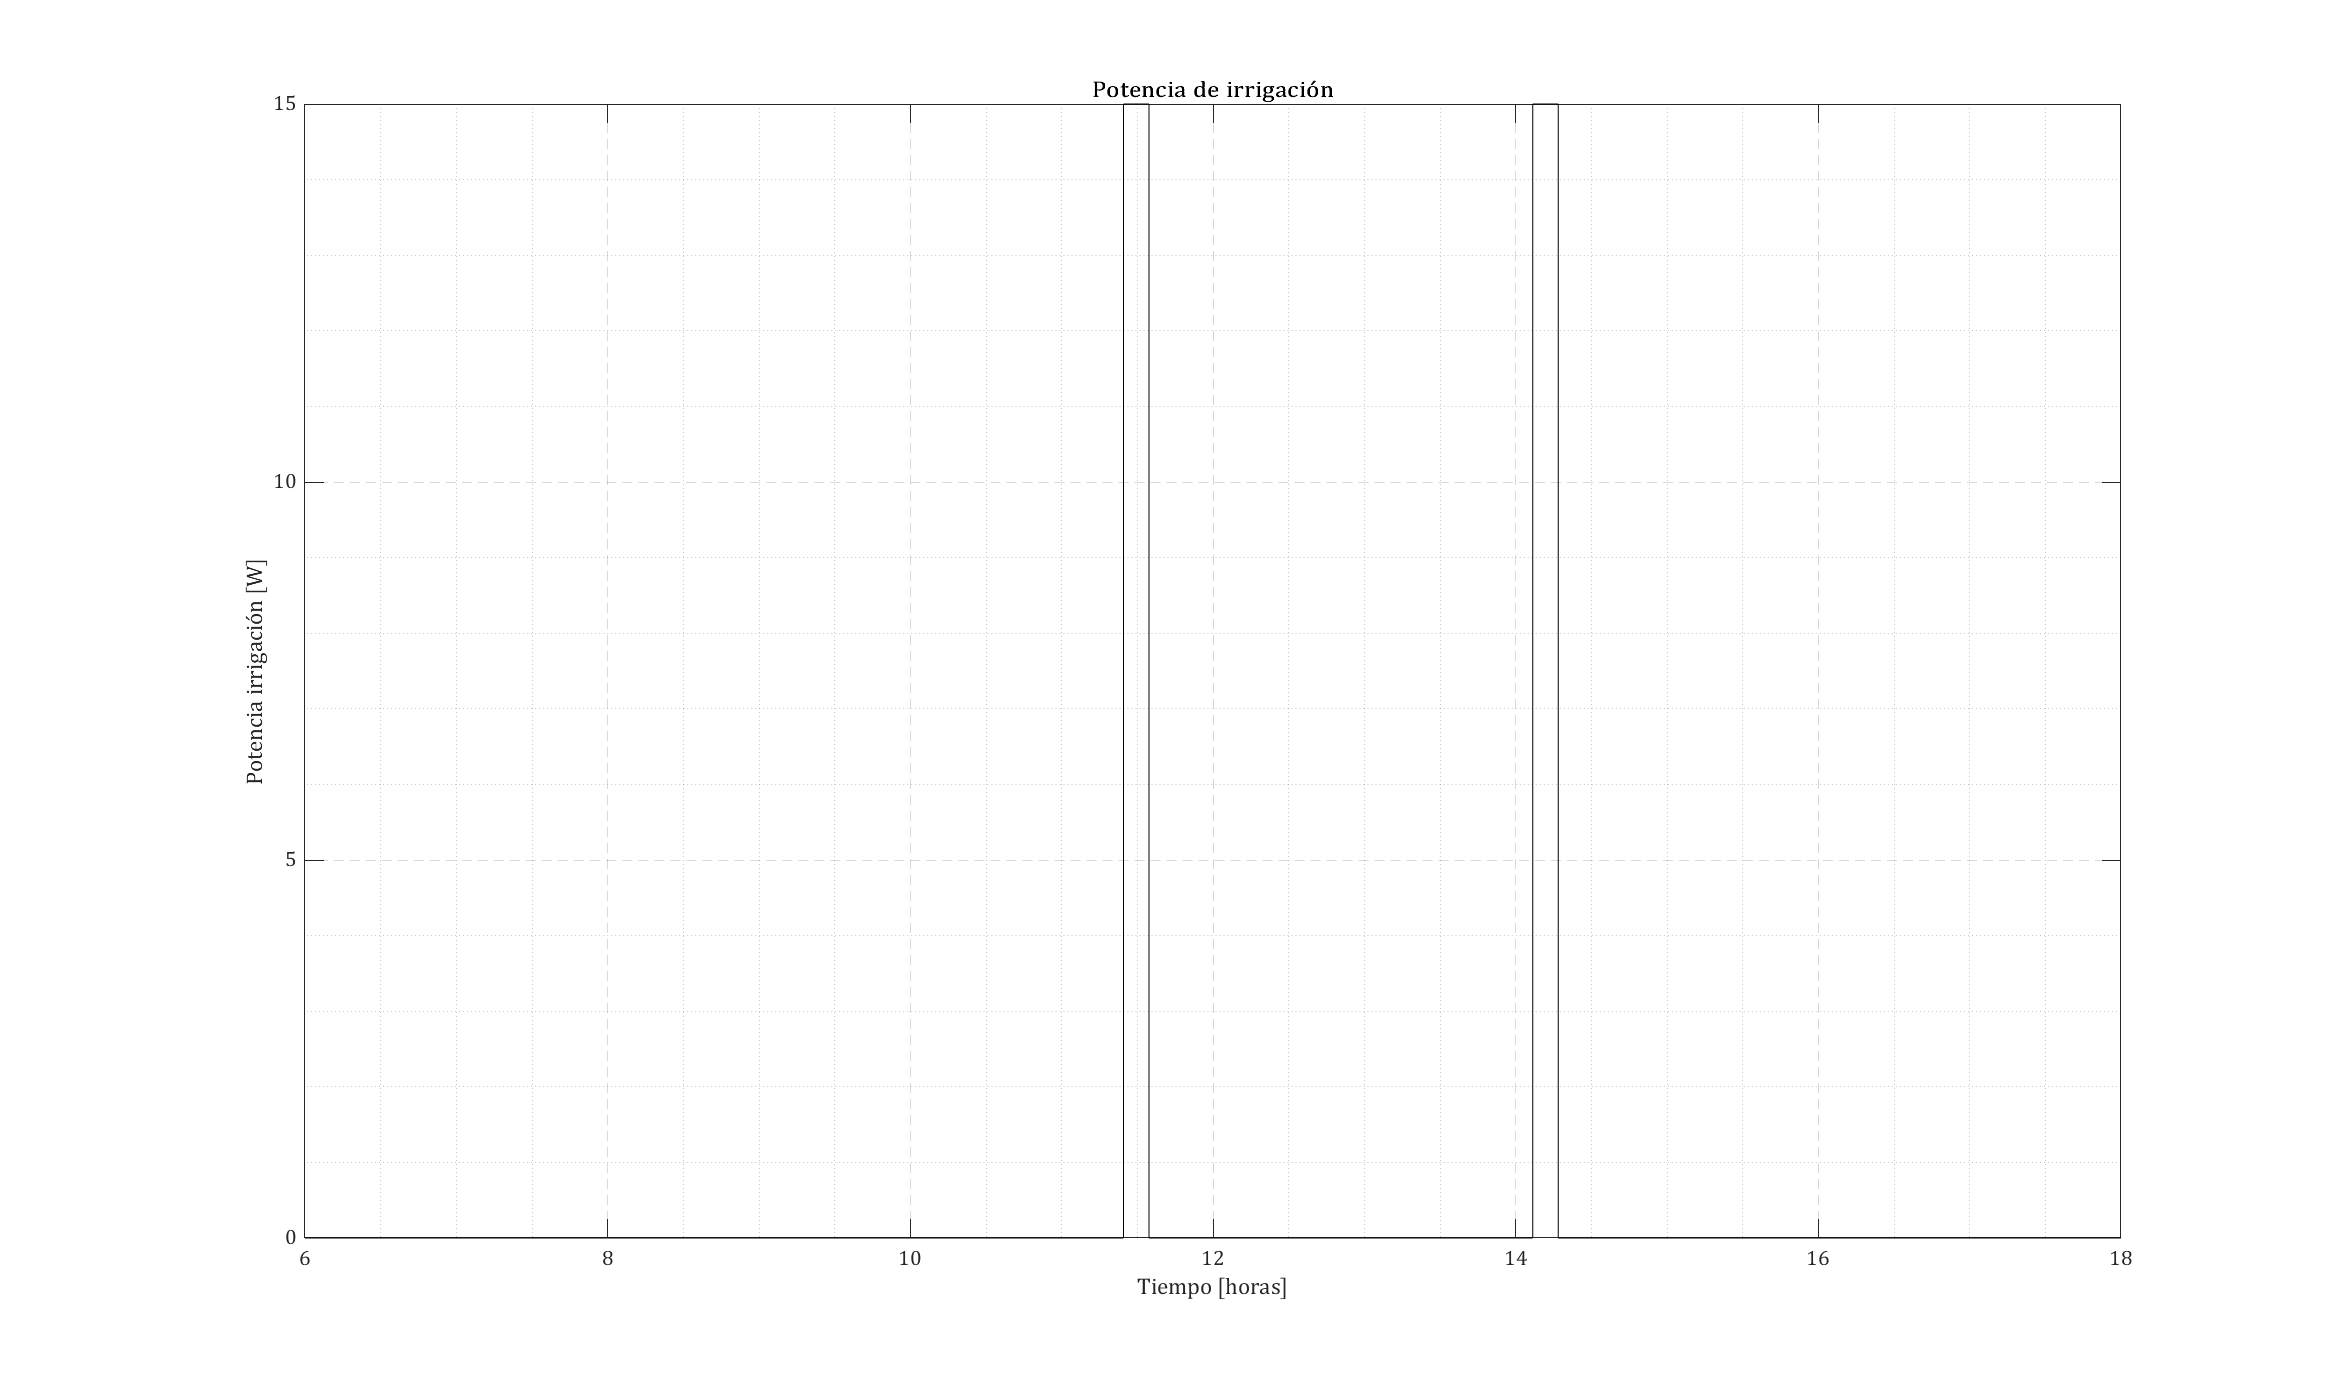 Potencia de irrigación
15
10
5
0
Potencia irrigación [W]
6 8 10 12 14 16 18
Tiempo [horas]